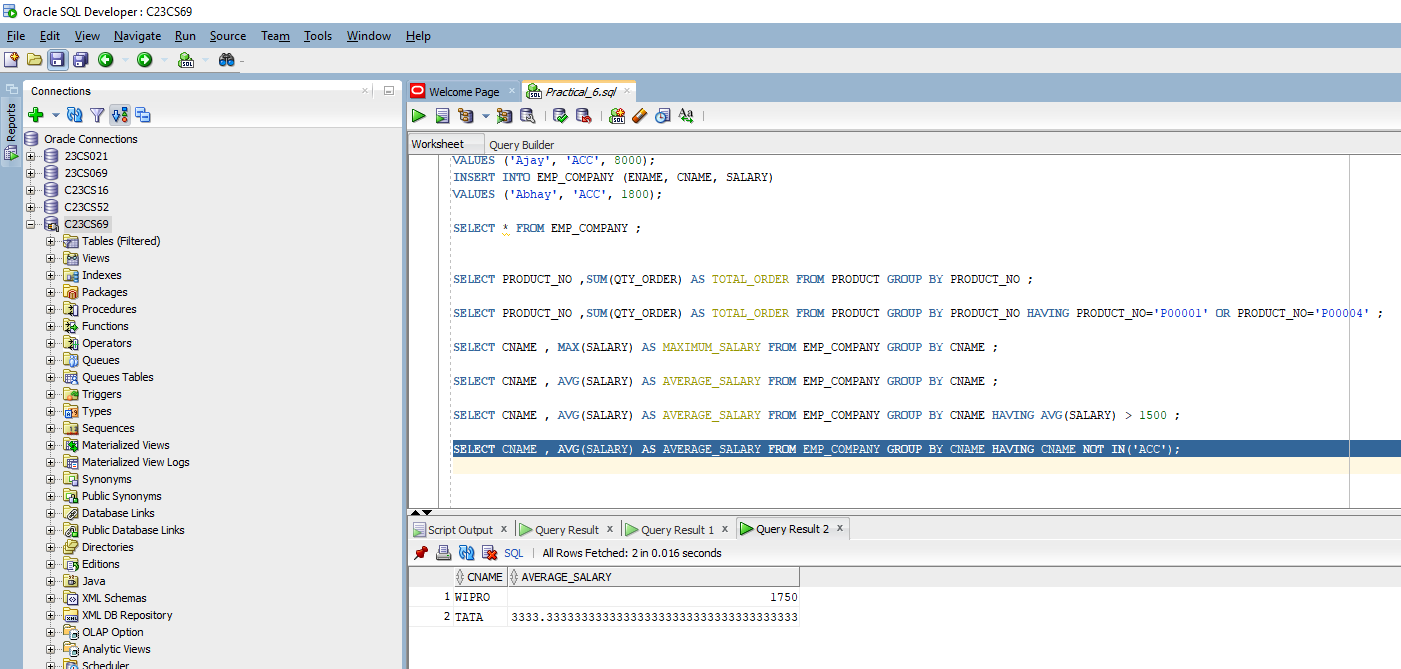 Oracle SQL Developer : C23CS69
File Edit View Navigate Run Source Team Tools Window Help
Reports
Connections
Oracle Connections
23CS021
23CS069
C23CS16
C23CS52
C23CS69
Tables (Filtered)
Views
Indexes
Packages
Procedures
Functions
Operators
Queues
Queues Tables
Triggers
Types
Sequences
Materialized Views
Materialized View Logs
Synonyms
Public Synonyms
Database Links
Public Database Links
Directories
Editions
Java
XML Schemas
XML DB Repository
OLAP Option
Analytic Views
Scheduler
Welcome Page Practical_6.sql
Worksheet Query Builder
VALUES ('Ajay', 'ACC', 8000);
INSERT INTO EMP_COMPANY (ENAME, CNAME, SALARY)
VALUES ('Abhay', 'ACC', 1800);
SELECT * FROM EMP_COMPANY ;
SELECT PRODUCT_NO ,SUM(QTY_ORDER) AS TOTAL_ORDER FROM PRODUCT GROUP BY PRODUCT_NO ;
SELECT PRODUCT_NO ,SUM(QTY_ORDER) AS TOTAL_ORDER FROM PRODUCT GROUP BY PRODUCT_NO HAVING PRODUCT_NO='P00001' OR PRODUCT_NO='P00004' ;
SELECT CNAME , MAX(SALARY) AS MAXIMUM_SALARY FROM EMP_COMPANY GROUP BY CNAME ;
SELECT CNAME , AVG(SALARY) AS AVERAGE_SALARY FROM EMP_COMPANY GROUP BY CNAME ;
SELECT CNAME , AVG(SALARY) AS AVERAGE_SALARY FROM EMP_COMPANY GROUP BY CNAME HAVING AVG(SALARY) > 1500 ;
SELECT CNAME , AVG(SALARY) AS AVERAGE_SALARY FROM EMP_COMPANY GROUP BY CNAME HAVING CNAME NOT IN('ACC');
Script Output x Query Result x Query Result 1 x Query Result 2 x
SQL | All Rows Fetched: 2 in 0.016 seconds
CNAME AVERAGE_SALARY
1 WIPRO 1750
2 TATA 3333.33333333333333333333333333333333333